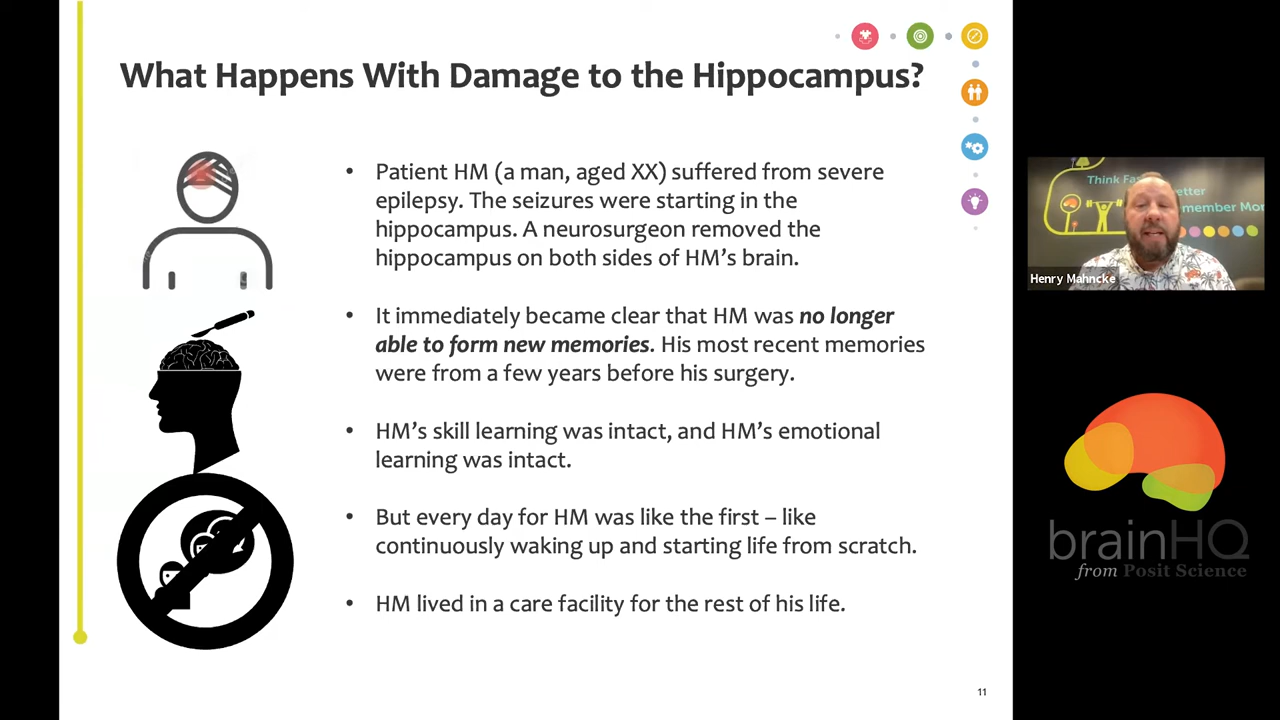 What Happens With Damage to the Hippocampus?
• Patient HM (a man, aged XX) suffered from severe
epilepsy. The seizures were starting in the
hippocampus. A neurosurgeon removed the
hippocampus on both sides of HM’s brain.
• It immediately became clear that HM was no longer
able to form new memories. His most recent memories
were from a few years before his surgery.
• HM’s skill learning was intact, and HM’s emotional
learning was intact.
• But every day for HM was like the first – like
continuously waking up and starting life from scratch.
• HM lived in a care facility for the rest of his life.
11
Think Fas
etter
member Mor
Henry Mahncke
brainHQ
from Posit Science